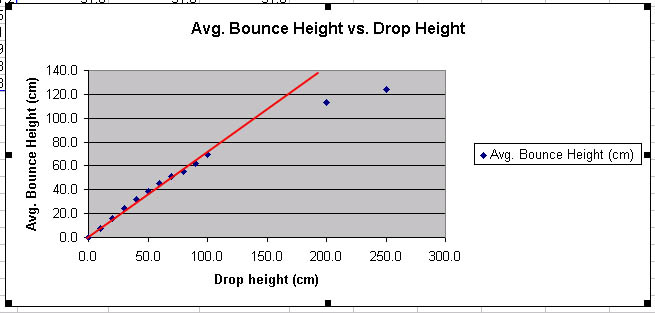 Avg. Bounce Height vs. Drop Height
140.0
120.0
100.0
80.0
60.0
40.0
20.0
0.0
Avg. Bounce Height (cm)
0.0 50.0 100.0 150.0 200.0 250.0 300.0
Drop height (cm)
Avg. Bounce Height (cm)